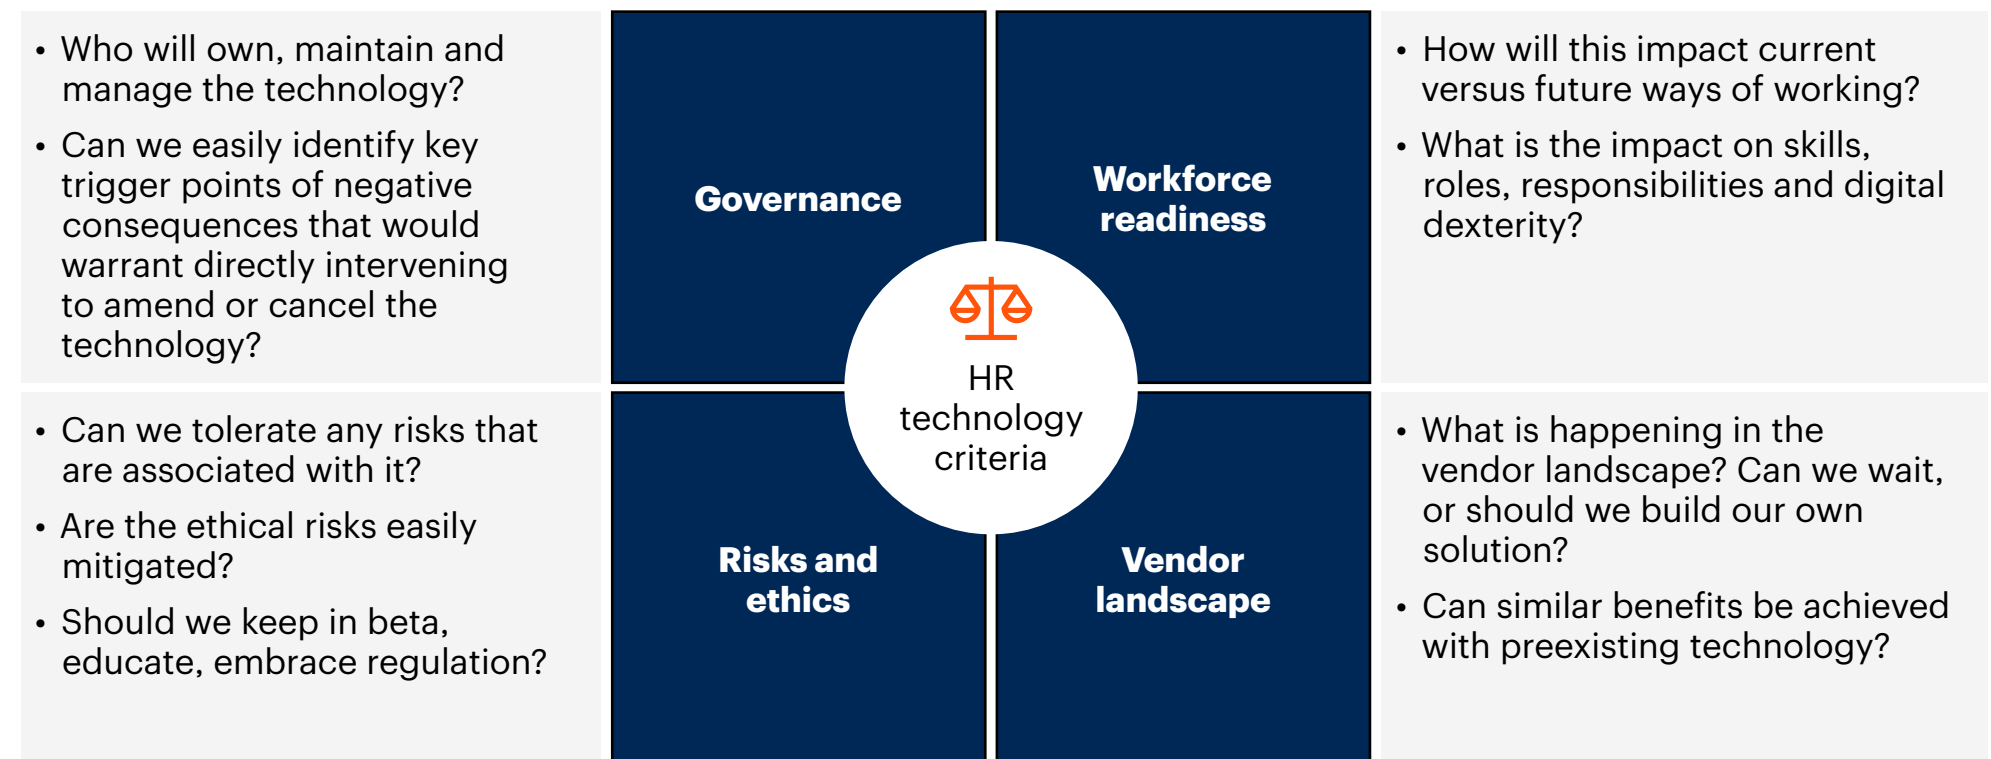 • Who will own, maintain and
manage the technology?
• Can we easily identify key
trigger points of negative
consequences that would
warrant directly intervening
to amend or cancel the
technology?
Governance
Workforce
readiness
• How will this impact current
versus future ways of working?
• What is the impact on skills,
roles, responsibilities and digital
dexterity?
HR
technology
criteria
• Can we tolerate any risks that
are associated with it?
• Are the ethical risks easily
mitigated?
• Should we keep in beta,
educate, embrace regulation?
Risks and
ethics
Vendor
landscape
• What is happening in the
vendor landscape? Can we wait,
or should we build our own
solution?
• Can similar benefits be achieved
with preexisting technology?